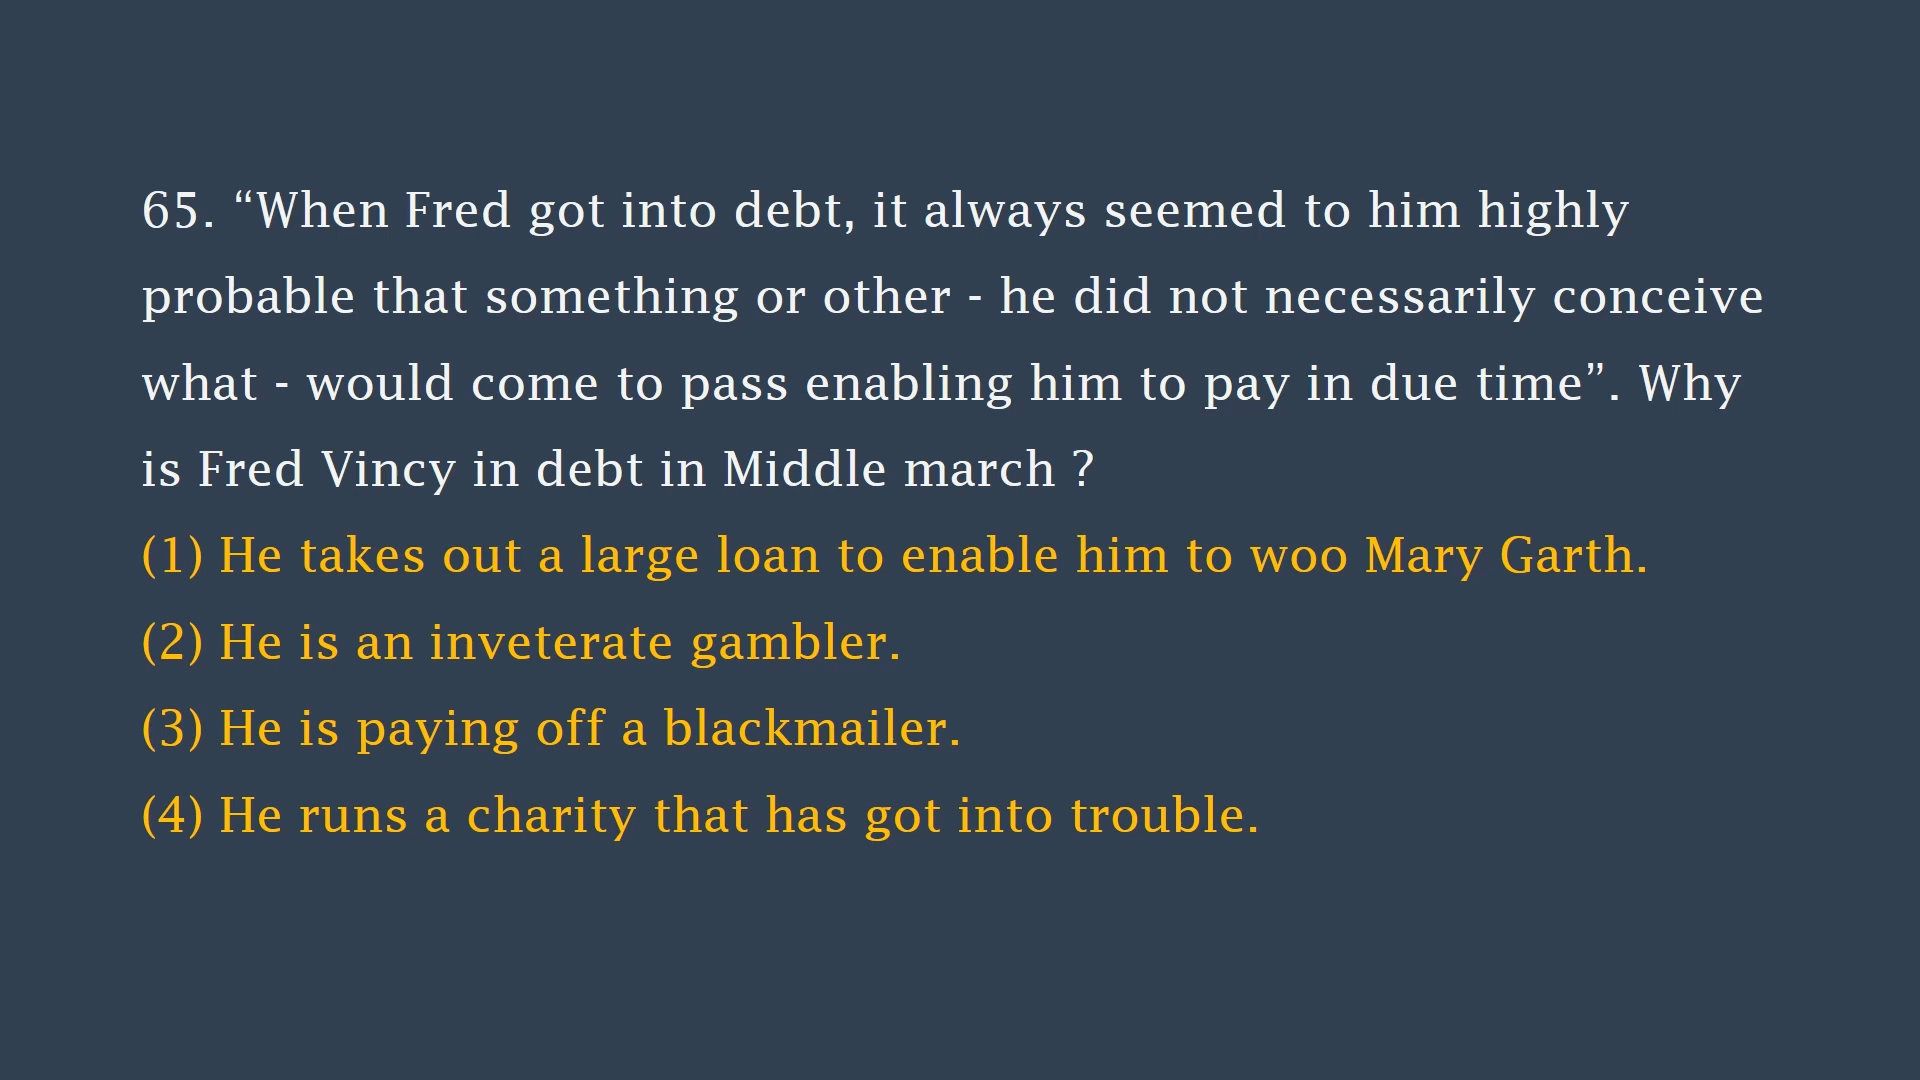 65. “When Fred got into debt, it always seemed to him highly
probable that something or other - he did not necessarily conceive
what - would come to pass enabling him to pay in due time”. Why
is Fred Vincy in debt in Middle march ?
(1) He takes out a large loan to enable him to woo Mary Garth.
(2) He is an inveterate gambler.
(3) He is paying off a blackmailer.
(4) He runs a charity that has got into trouble.